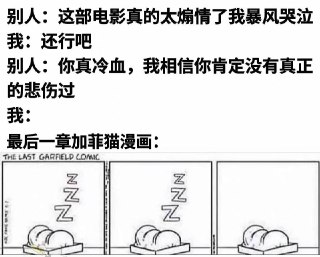 别人：这部电影真的太煽情了我暴风哭泣
我：还行吧
别人：你真冷血，我相信你肯定没有真正
的悲伤过
我：
最后一章加菲猫漫画：
THE LAST GARFIELD COMIC
Z Z
Z Z
Z Z